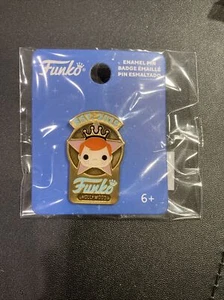 Funko
ENAMEL PIN
BADGE ÉMAILLÉ
PIN ESMALTADO
Funko
HOLLYWOOD
6+